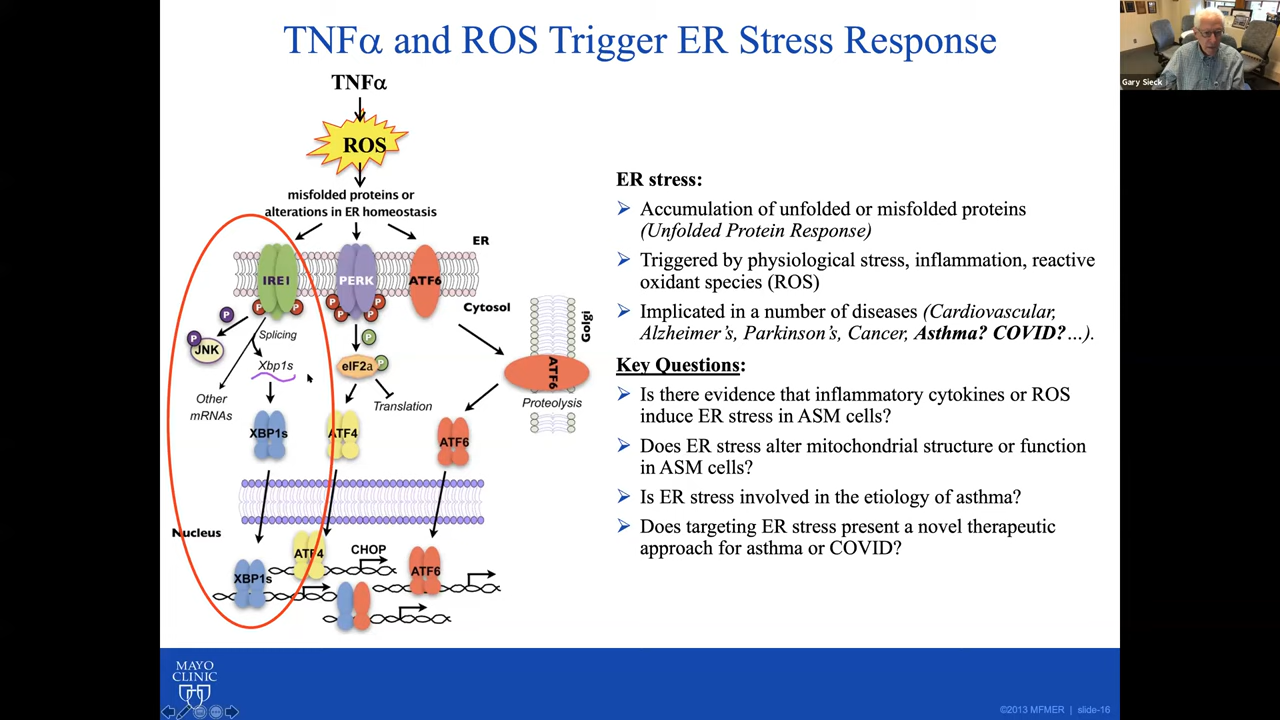 TNFα and ROS Trigger ER Stress Response
Gary Sieck
TNFα
ROS
misfolded proteins or
alterations in ER homeostasis
ER
IRE1
PERK
ATF6
P
P
P
P
P
P
Cytosol
P
P
JNK
Splicing
Xbp1s
Other
mRNAs
P
eIF2a
P
Translation
Golgi
ATF6
Proteolysis
XBP1s
ATF4
ATF6
Nucleus
ATF4
CHOP
XBP1s
ATF6
ER stress:
Accumulation of unfolded or misfolded proteins
(Unfolded Protein Response)
Triggered by physiological stress, inflammation, reactive
oxidant species (ROS)
Implicated in a number of diseases (Cardiovascular,
Alzheimer's, Parkinson's, Cancer, Asthma? COVID?...).
Key Questions:
Is there evidence that inflammatory cytokines or ROS
induce ER stress in ASM cells?
Does ER stress alter mitochondrial structure or function
in ASM cells?
Is ER stress involved in the etiology of asthma?
Does targeting ER stress present a novel therapeutic
approach for asthma or COVID?
MAYO
CLINIC
©2013 MFMER | slide-16